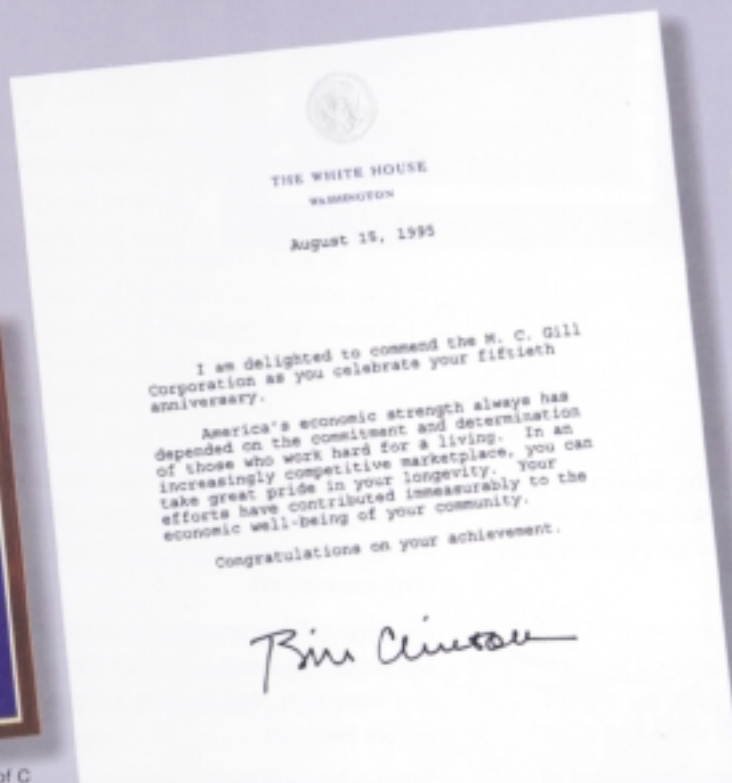 THE WHITE HOUSE
WASHINGTON
August 15, 1995
I am delighted to commend the M. C. Gill
Corporation as you celebrate your fiftieth
anniversary.
America's economic strength always has
depended on the commitment and determination
of those who work hard for a living. In an
increasingly competitive marketplace, you can
take great pride in your longevity. Your
efforts have contributed immeasurably to the
economic well-being of your community.
Congratulations on your achievement.
Bill Clinton
of C